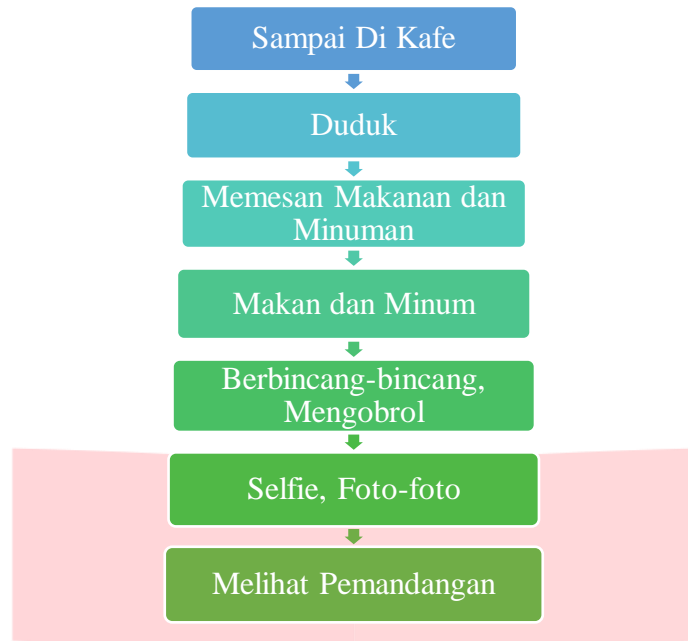 Sampai Di Kafe
Duduk
Memesan Makanan dan
Minuman
Makan dan Minum
Berbincang-bincang,
Mengobrol
Selfie, Foto-foto
Melihat Pemandangan